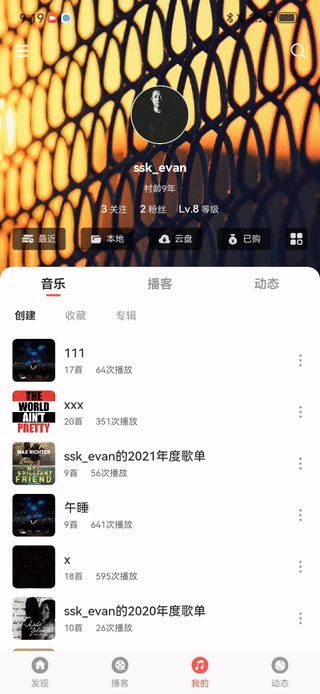 9:19
ssk_evan
村龄9年
3 关注 2 粉丝 Lv.8 等级
最近 本地 云盘 已购
音乐 播客 动态
创建 收藏 专辑
111
17首 64次播放
THE WORLD AIN'T PRETTY
xxx
20首 351次播放
MAX RICHTER
MY BRILLIANT FRIEND
ssk_evan的2021年度歌单
9首 56次播放
午睡
9首 641次播放
x
18首 595次播放
ssk_evan的2020年度歌单
10首 26次播放
发现 播客 我的 动态